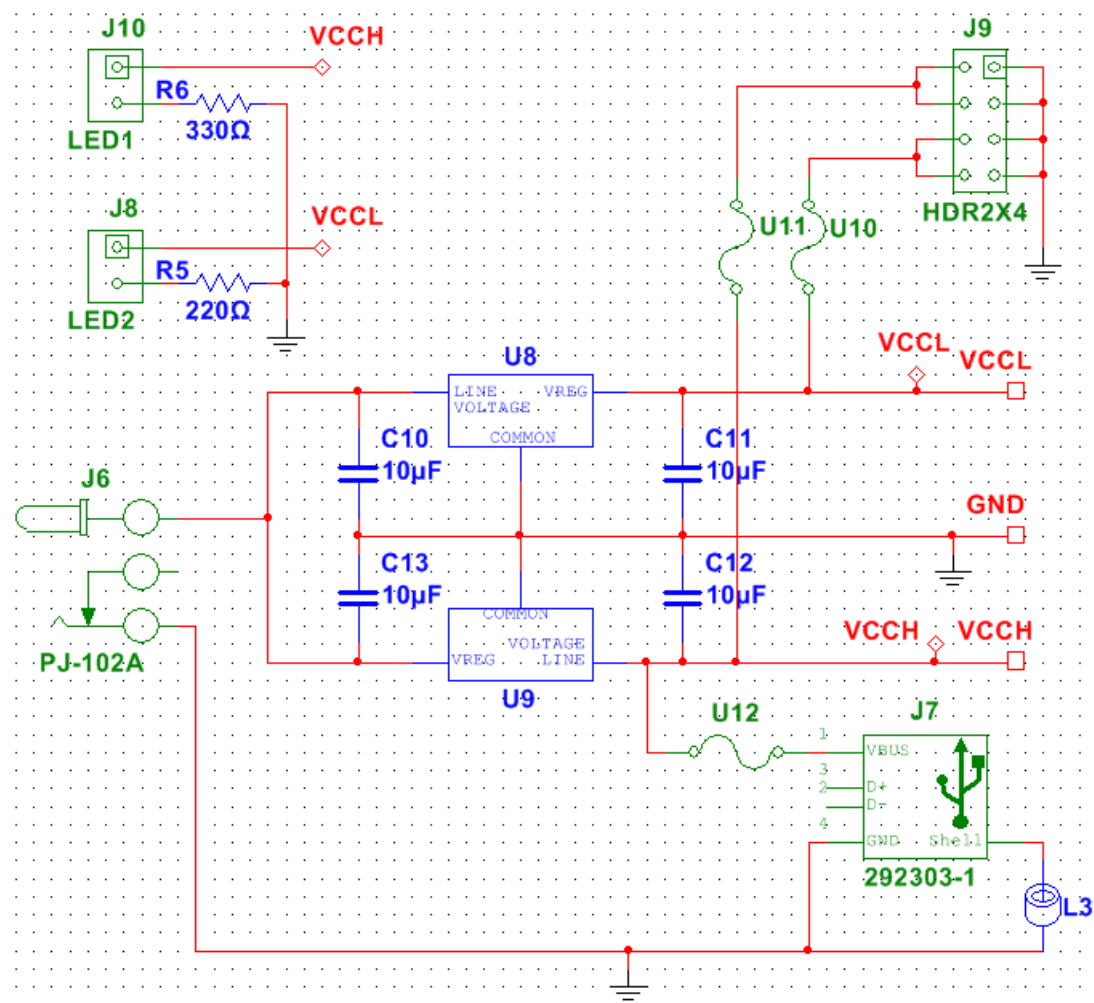 J10
VCCH
R6
330Ω
LED1
J8
VCCL
R5
220Ω
LED2
J9
HDR2X4
U11
U10
U8
LINE VREG
VOLTAGE
COMMON
VCCL
VCCL
C10
10µF
C11
10µF
J6
GND
C13
10µF
C12
10µF
PJ-102A
COMMON
VOLTAGE
VREG LINE
U9
VCCH
VCCH
U12
J7
1
VBUS
3
2
D+
D-
4
GND Shell
292303-1
L3